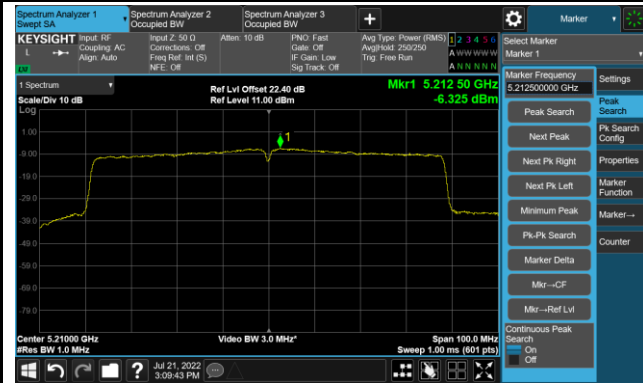 Spectrum Analyzer 1
Swept SA
Spectrum Analyzer 2
Occupied BW
Spectrum Analyzer 3
Occupied BW
Marker
KEYSIGHT
L
Input: RF
Coupling: AC
Align: Auto
Input Z: 50 Ω
Corrections: Off
Freq Ref: Int (S)
NFE: Off
Atten: 10 dB
PNO: Fast
Gate: Off
IF Gain: Low
Sig Track: Off
Avg Type: Power (RMS)
Avg|Hold: 250/250
Trig: Free Run
1 2 3 4 5 6
A W W W W W
A N N N N N
Select Marker
Marker 1
1 Spectrum
Scale/Div 10 dB
Log
Ref Lvl Offset 22.40 dB
Ref Level 11.00 dBm
Mkr1 5.212 50 GHz
-6.325 dBm
1
1.00
-9.00
-19.0
-29.0
-39.0
-49.0
-59.0
-69.0
-79.0
Center 5.21000 GHz
#Res BW 1.0 MHz
Video BW 3.0 MHz*
Span 100.0 MHz
Sweep 1.00 ms (601 pts)
Marker Frequency
5.212500000 GHz
Peak Search
Next Peak
Next Pk Right
Next Pk Left
Minimum Peak
Pk-Pk Search
Marker Delta
Mkr→CF
Mkr→Ref Lvl
Continuous Peak
Search
On
Off
Settings
Peak
Search
Pk Search
Config
Properties
Marker
Function
Marker→
Counter
Jul 21, 2022
3:09:43 PM